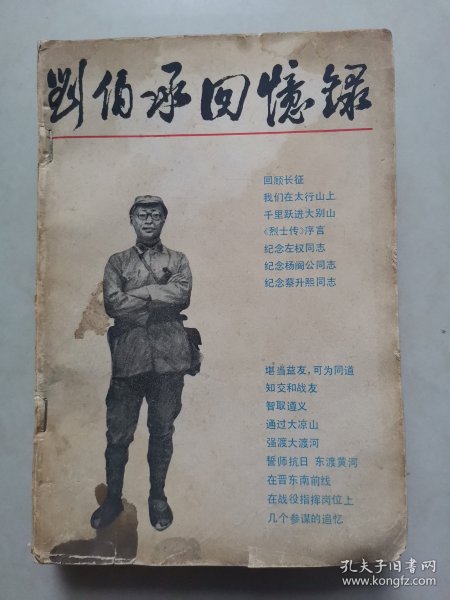 劉伯承回憶録
回顾长征
我们在太行山上
千里跃进大别山
《烈士传》序言
纪念左权同志
纪念杨闇公同志
纪念蔡升熙同志
堪当益友，可为同道
知交和战友
智取遵义
通过大凉山
强渡大渡河
誓师抗日 东渡黄河
在晋东南前线
在战役指挥岗位上
几个参谋的追忆
孔夫子旧书网
www.kongfz.com